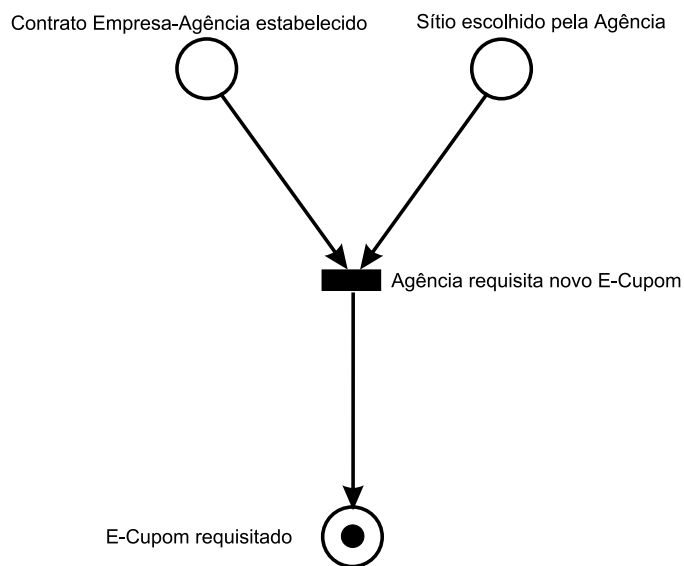 Contrato Empresa-Agência estabelecido
Sítio escolhido pela Agência
Agência requisita novo E-Cupom
E-Cupom requisitado